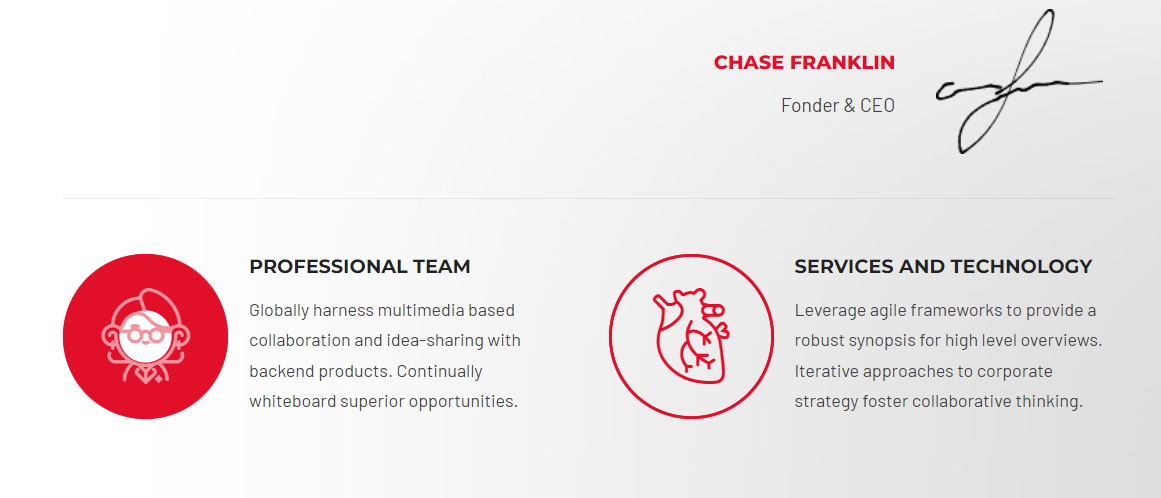 CHASE FRANKLIN
Fonder & CEO
PROFESSIONAL TEAM
Globally harness multimedia based
collaboration and idea-sharing with
backend products. Continually
whiteboard superior opportunities.
SERVICES AND TECHNOLOGY
Leverage agile frameworks to provide a
robust synopsis for high level overviews.
Iterative approaches to corporate
strategy foster collaborative thinking.